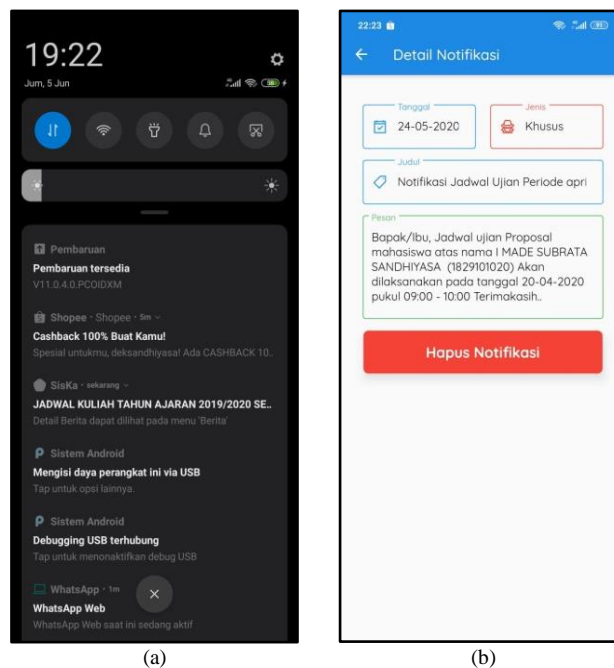 19:22
Jum, 5 Jun
Pembaruan
Pembaruan tersedia
V11.0.4.0.PCOIDXM
Shopee · Shopee · 5m
Cashback 100% Buat Kamu!
Spesial untukmu, deksandhiyasa! Ada CASHBACK 10..
SisKa · sekarang
JADWAL KULIAH TAHUN AJARAN 2019/2020 SE..
Detail Berita dapat dilihat pada menu 'Berita'
Sistem Android
Mengisi daya perangkat ini via USB
Tap untuk opsi lainnya.
Sistem Android
Debugging USB terhubung
Tap untuk menonaktifkan debug USB
WhatsApp · 1m
WhatsApp Web
WhatsApp Web saat ini sedang aktif
(a)
22:23
Detail Notifikasi
Tanggal
24-05-2020
Jenis
Khusus
Judul
Notifikasi Jadwal Ujian Periode apri
Pesan
Bapak/Ibu, Jadwal ujian Proposal
mahasiswa atas nama I MADE SUBRATA
SANDHIYASA (1829101020) Akan
dilaksanakan pada tanggal 20-04-2020
pukul 09:00 - 10:00 Terimakasih..
Hapus Notifikasi
(b)